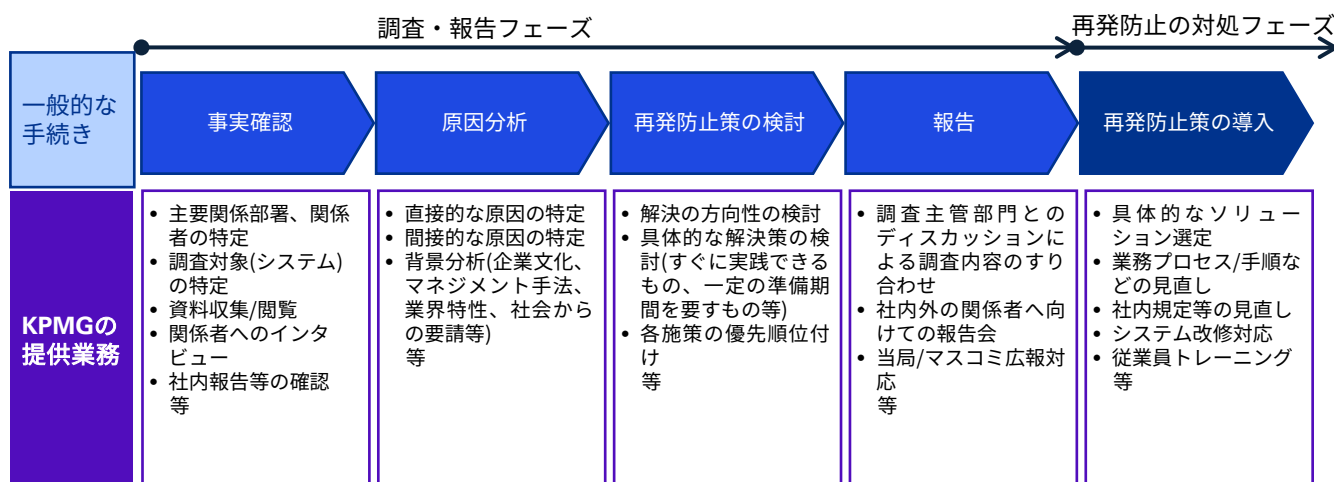 調査・報告フェーズ
再発防止の対処フェーズ
一般的な
手続き
事実確認
原因分析
再発防止策の検討
報告
再発防止策の導入
KPMGの
提供業務
• 主要関係部署、関係
者の特定
• 調査対象(システム)
の特定
• 資料収集/閲覧
• 関係者へのインタ
ビュー
• 社内報告等の確認
等
• 直接的な原因の特定
• 間接的な原因の特定
• 背景分析(企業文化、
マネジメント手法、
業界特性、社会から
の要請等)
等
• 解決の方向性の検討
• 具体的な解決策の検
討(すぐに実践できる
もの、一定の準備期
間を要すもの等)
• 各施策の優先順位付
け
等
• 調査主管部門との
ディスカッションに
よる調査内容のすり
合わせ
• 社内外の関係者へ向
けての報告会
• 当局/マスコミ広報対
応
等
• 具体的なソリュー
ション選定
• 業務プロセス/手順な
どの見直し
• 社内規定等の見直し
• システム改修対応
• 従業員トレーニング
等